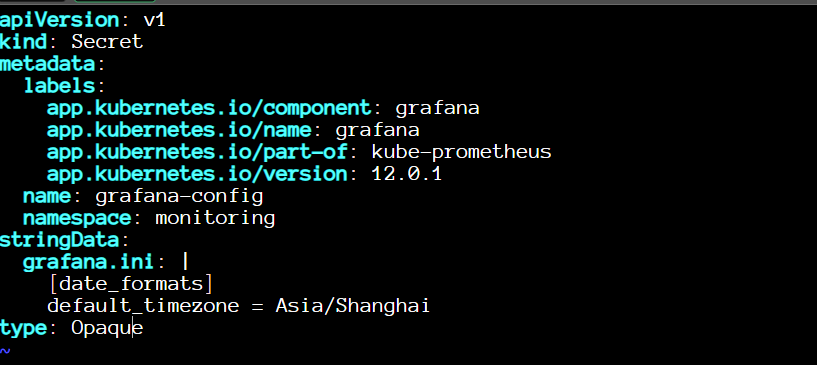 apiVersion: v1
kind: Secret
metadata:
  labels:
    app.kubernetes.io/component: grafana
    app.kubernetes.io/name: grafana
    app.kubernetes.io/part-of: kube-prometheus
    app.kubernetes.io/version: 12.0.1
  name: grafana-config
  namespace: monitoring
stringData:
  grafana.ini: |
    [date_formats]
    default_timezone = Asia/Shanghai
type: Opaque
~